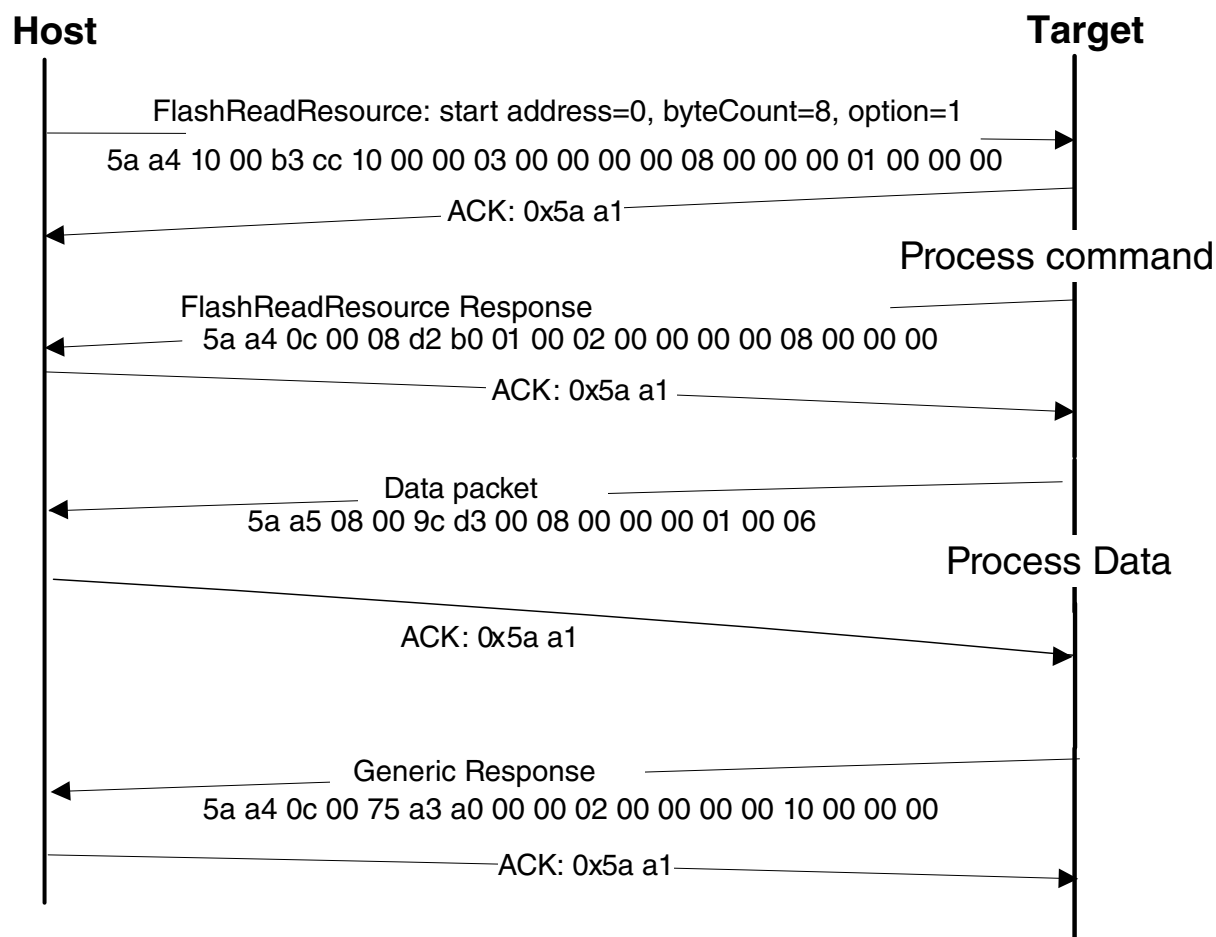 Host
Target
FlashReadResource: start address=0, byteCount=8, option=1
5a a4 10 00 b3 cc 10 00 00 03 00 00 00 00 08 00 00 00 01 00 00 00
ACK: 0x5a a1
Process command
FlashReadResource Response
5a a4 0c 00 08 d2 b0 01 00 02 00 00 00 00 08 00 00 00
ACK: 0x5a a1
Data packet
5a a5 08 00 9c d3 00 08 00 00 00 01 00 06
Process Data
ACK: 0x5a a1
Generic Response
5a a4 0c 00 75 a3 a0 00 00 02 00 00 00 00 10 00 00 00
ACK: 0x5a a1